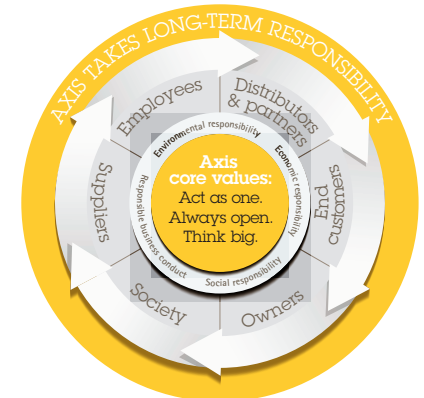 AXIS TAKES LONG-TERM RESPONSIBILITY
Employees
Distributors
& partners
End
customers
Owners
Society
Suppliers
Environmental responsibility
Economic responsibility
Social responsibility
Responsible business conduct
Axis
core values:
Act as one.
Always open.
Think big.